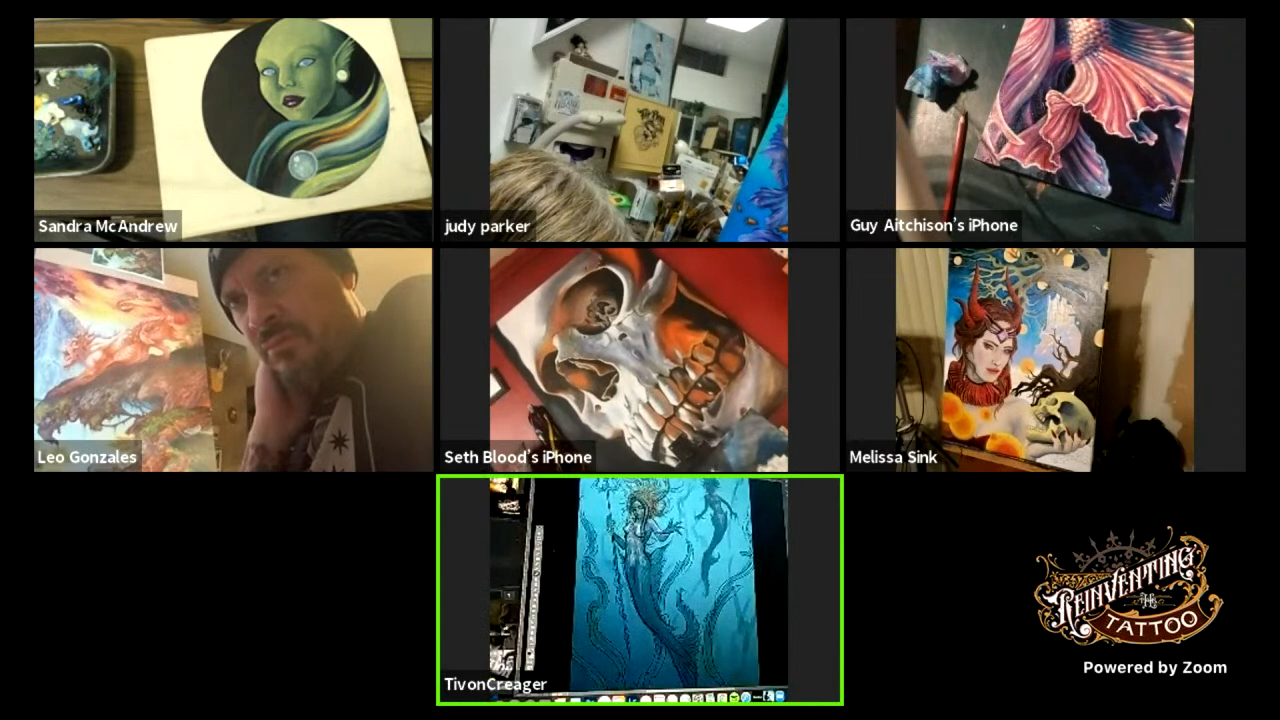 Sandra McAndrew
judy parker
Guy Aitchison's iPhone
Leo Gonzales
Seth Blood's iPhone
Melissa Sink
TivonCreager
REINVENTING
THE
TATTOO
Powered by Zoom